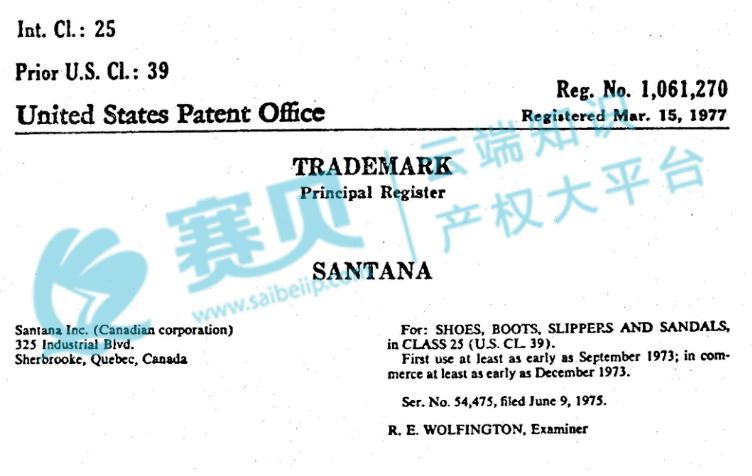 Int. Cl.: 25
Prior U.S. Cl.: 39
United States Patent Office
Reg. No. 1,061,270
Registered Mar. 15, 1977
TRADEMARK
Principal Register
SANTANA
Santana Inc. (Canadian corporation)
325 Industrial Blvd.
Sherbrooke, Quebec, Canada
For: SHOES, BOOTS, SLIPPERS AND SANDALS,
in CLASS 25 (U.S. CL. 39).
First use at least as early as September 1973; in com-
merce at least as early as December 1973.
Ser. No. 54,475, filed June 9, 1975.
R. E. WOLFINGTON, Examiner
赛贝
www.saibeiip.com
云端知识
产权大平台